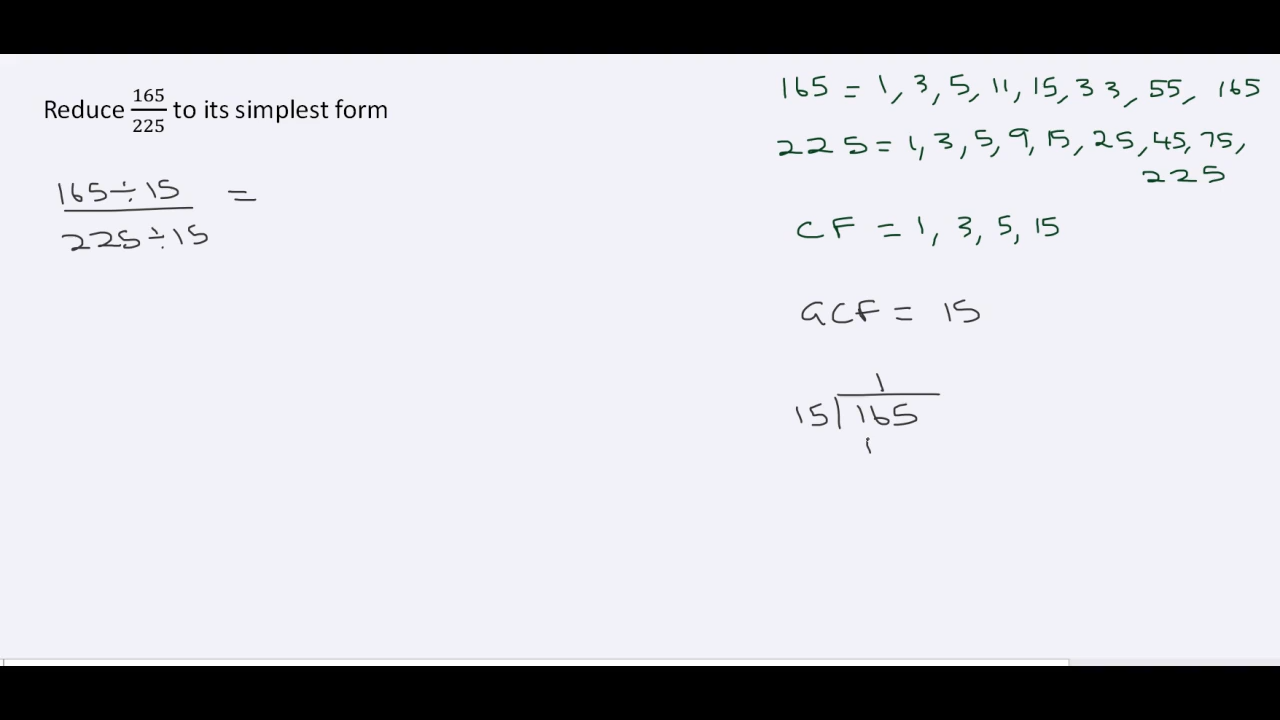 Reduce 165/225 to its simplest form
165÷15 =
225÷15
165 = 1, 3, 5, 11, 15, 33, 55, 165
225 = 1, 3, 5, 9, 15, 25, 45, 75,
225
CF = 1, 3, 5, 15
GCF = 15
1
15 165
1